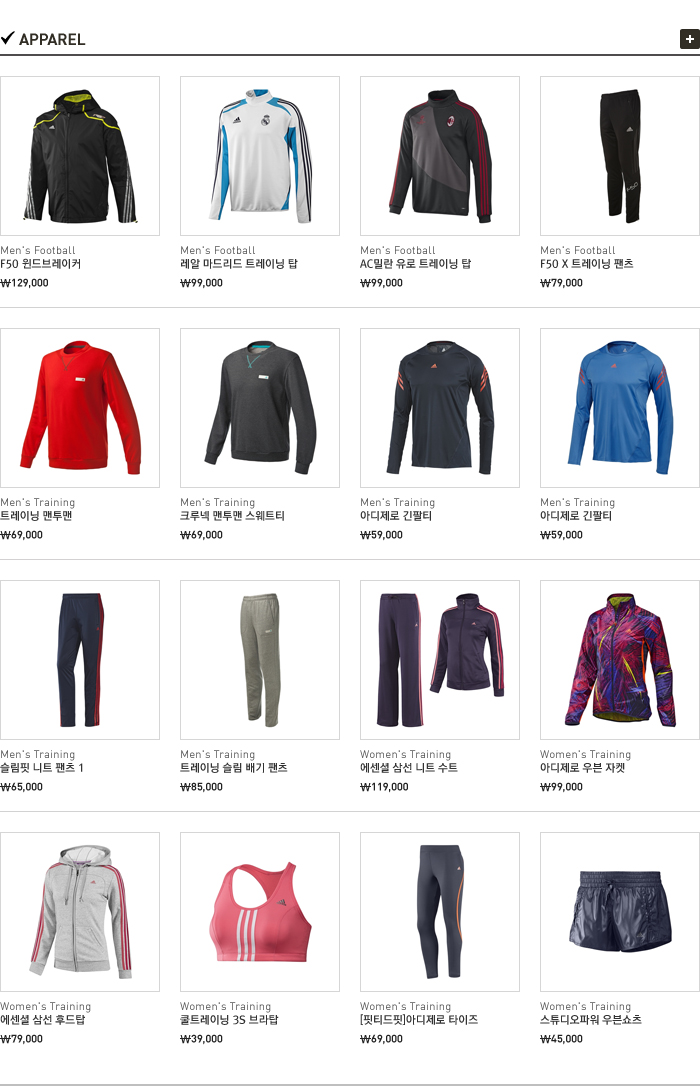 APPAREL
Men's Football
F50 윈드브레이커
₩129,000
Men's Football
레알 마드리드 트레이닝 탑
₩99,000
Men's Football
AC밀란 유로 트레이닝 탑
₩99,000
Men's Football
F50 X 트레이닝 팬츠
₩79,000
Men's Training
트레이닝 맨투맨
₩69,000
Men's Training
크루넥 맨투맨 스웨트티
₩69,000
Men's Training
아디제로 긴팔티
₩59,000
Men's Training
아디제로 긴팔티
₩59,000
Men's Training
슬림핏 니트 팬츠 1
₩65,000
Men's Training
트레이닝 슬림 배기 팬츠
₩85,000
Women's Training
에센셜 삼선 니트 수트
₩119,000
Women's Training
아디제로 우븐 자켓
₩99,000
Women's Training
에센셜 삼선 후드탑
₩79,000
Women's Training
쿨트레이닝 3S 브라탑
₩39,000
Women's Training
[핏티드핏]아디제로 타이즈
₩69,000
Women's Training
스튜디오파워 우븐쇼츠
₩45,000